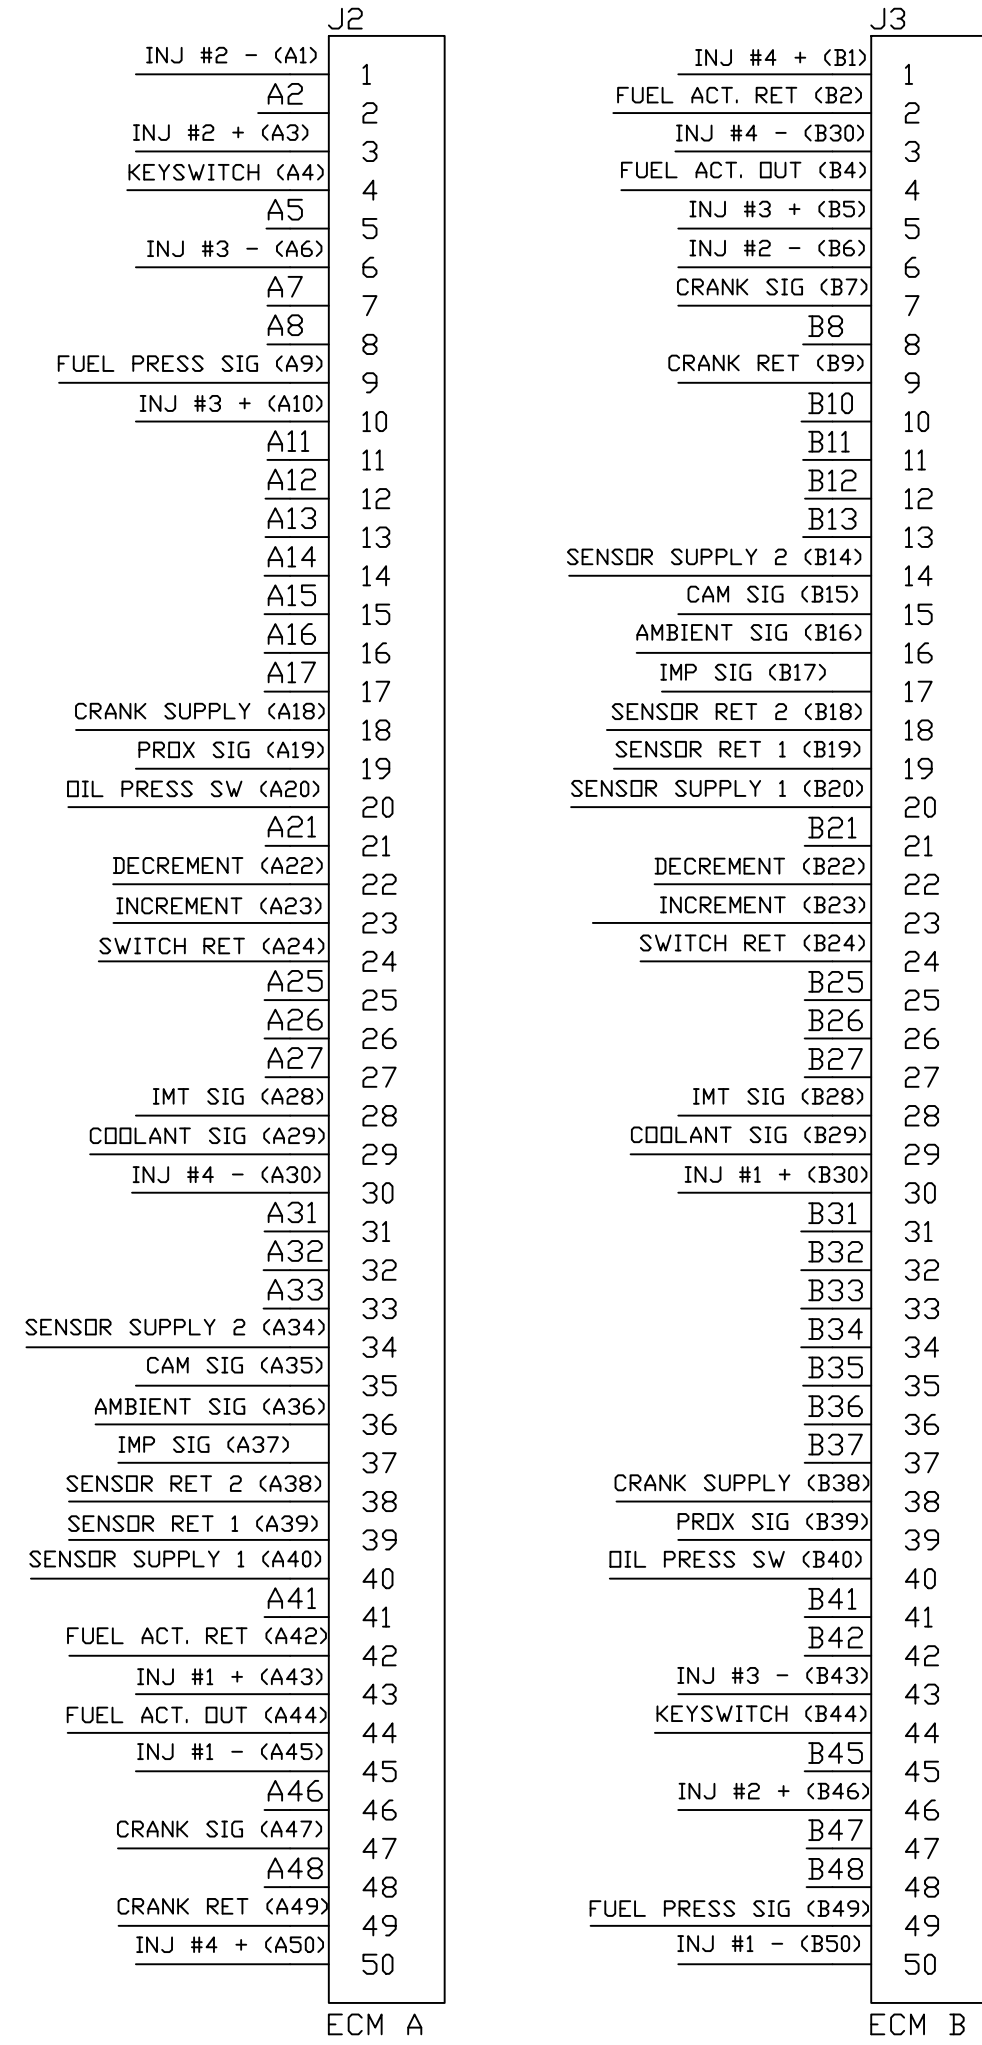 J2
INJ #2 - (A1) 1
A2 2
INJ #2 + (A3) 3
KEYSWITCH (A4) 4
A5 5
INJ #3 - (A6) 6
A7 7
A8 8
FUEL PRESS SIG (A9) 9
INJ #3 + (A10) 10
A11 11
A12 12
A13 13
A14 14
A15 15
A16 16
A17 17
CRANK SUPPLY (A18) 18
PROX SIG (A19) 19
OIL PRESS SW (A20) 20
A21 21
DECREMENT (A22) 22
INCREMENT (A23) 23
SWITCH RET (A24) 24
A25 25
A26 26
A27 27
IMT SIG (A28) 28
COOLANT SIG (A29) 29
INJ #4 - (A30) 30
A31 31
A32 32
A33 33
SENSOR SUPPLY 2 (A34) 34
CAM SIG (A35) 35
AMBIENT SIG (A36) 36
IMP SIG (A37) 37
SENSOR RET 2 (A38) 38
SENSOR RET 1 (A39) 39
SENSOR SUPPLY 1 (A40) 40
A41 41
FUEL ACT. RET (A42) 42
INJ #1 + (A43) 43
FUEL ACT. OUT (A44) 44
INJ #1 - (A45) 45
A46 46
CRANK SIG (A47) 47
A48 48
CRANK RET (A49) 49
INJ #4 + (A50) 50
ECM A
J3
INJ #4 + (B1) 1
FUEL ACT. RET (B2) 2
INJ #4 - (B30) 3
FUEL ACT. OUT (B4) 4
INJ #3 + (B5) 5
INJ #2 - (B6) 6
CRANK SIG (B7) 7
B8 8
CRANK RET (B9) 9
B10 10
B11 11
B12 12
B13 13
SENSOR SUPPLY 2 (B14) 14
CAM SIG (B15) 15
AMBIENT SIG (B16) 16
IMP SIG (B17) 17
SENSOR RET 2 (B18) 18
SENSOR RET 1 (B19) 19
SENSOR SUPPLY 1 (B20) 20
B21 21
DECREMENT (B22) 22
INCREMENT (B23) 23
SWITCH RET (B24) 24
B25 25
B26 26
B27 27
IMT SIG (B28) 28
COOLANT SIG (B29) 29
INJ #1 + (B30) 30
B31 31
B32 32
B33 33
B34 34
B35 35
B36 36
B37 37
CRANK SUPPLY (B38) 38
PROX SIG (B39) 39
OIL PRESS SW (B40) 40
B41 41
B42 42
INJ #3 - (B43) 43
KEYSWITCH (B44) 44
B45 45
INJ #2 + (B46) 46
B47 47
B48 48
FUEL PRESS SIG (B49) 49
INJ #1 - (B50) 50
ECM B